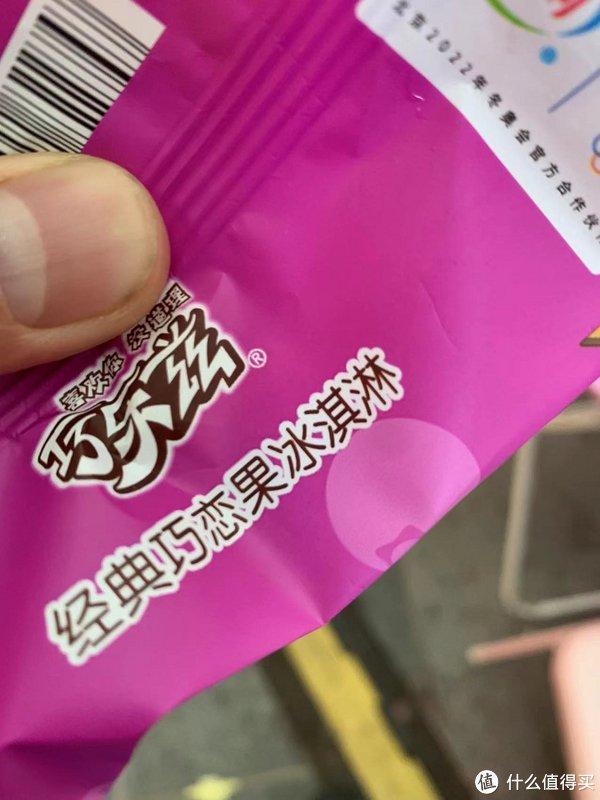 北京2022年冬奥会官方合作伙伴
喜欢你 没道理
巧乐兹®
经典巧恋果冰淇淋
值 什么值得买